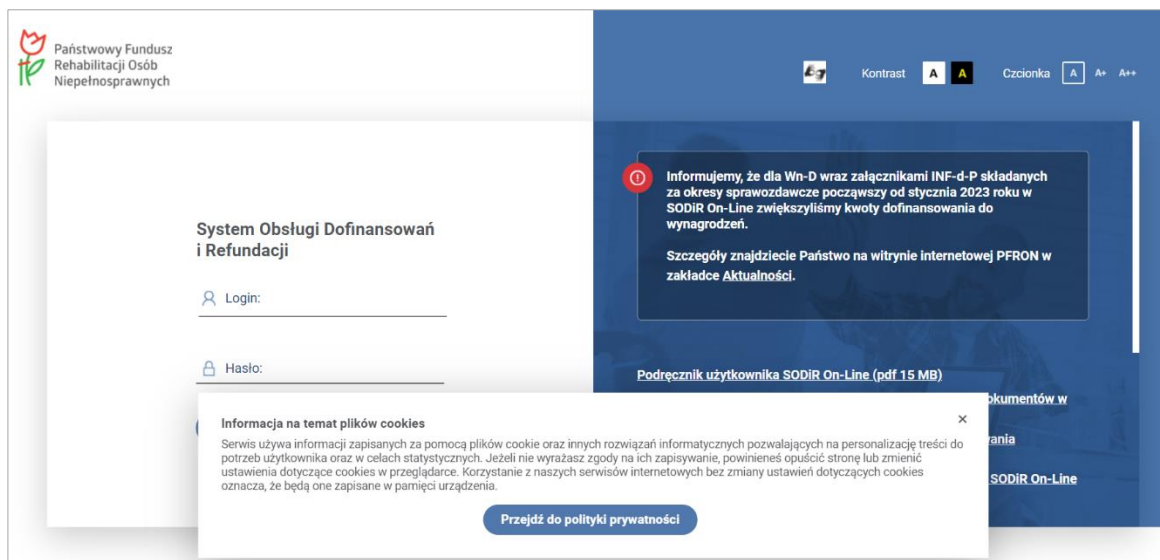 Państwowy Fundusz
Rehabilitacji Osób
Niepełnosprawnych
Kontrast A A Czcionka A A+ A++
System Obsługi Dofinansowań
i Refundacji
Login:
Hasło:
Informujemy, że dla Wn-D wraz załącznikami INF-d-P składanych
za okresy sprawozdawcze począwszy od stycznia 2023 roku w
SODiR On-Line zwiększyliśmy kwoty dofinansowania do
wynagrodzeń.
Szczegóły znajdziecie Państwo na witrynie internetowej PFRON w
zakładce Aktualności.
Podręcznik użytkownika SODiR On-Line (pdf 15 MB)
w
SODiR On-Line
Informacja na temat plików cookies
Serwis używa informacji zapisanych za pomocą plików cookie oraz innych rozwiązań informatycznych pozwalających na personalizację treści do
potrzeb użytkownika oraz w celach statystycznych. Jeżeli nie wyrażasz zgody na ich zapisywanie, powinieneś opuścić stronę lub zmienić
ustawienia dotyczące cookies w przeglądarce. Korzystanie z naszych serwisów internetowych bez zmiany ustawień dotyczących cookies
oznacza, że będą one zapisane w pamięci urządzenia.
Przejdź do polityki prywatności